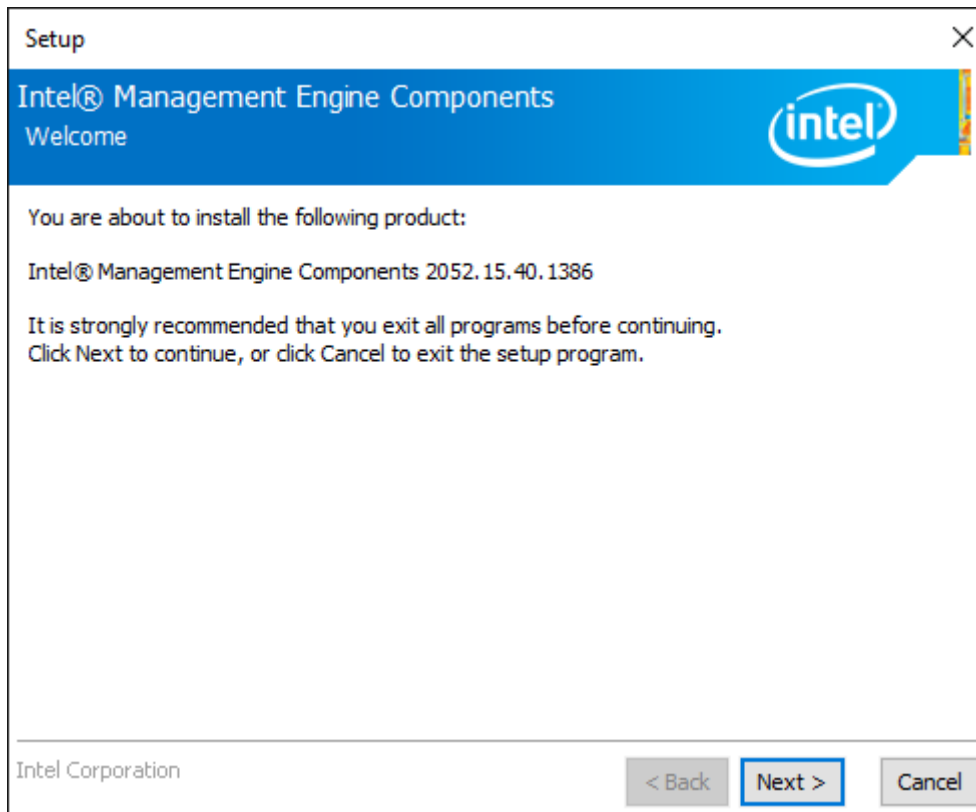 Setup
Intel® Management Engine Components
Welcome
intel
You are about to install the following product:
Intel® Management Engine Components 2052.15.40.1386
It is strongly recommended that you exit all programs before continuing.
Click Next to continue, or click Cancel to exit the setup program.
Intel Corporation
< Back Next > Cancel